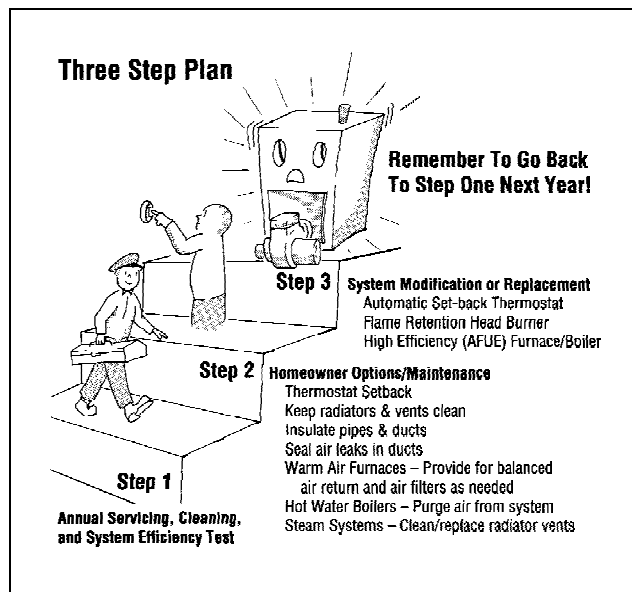 Three Step Plan
Remember To Go Back
To Step One Next Year!
Step 3
System Modification or Replacement
Automatic Set-back Thermostat
Flame Retention Head Burner
High Efficiency (AFUE) Furnace/Boiler
Step 2
Homeowner Options/Maintenance
Thermostat Setback
Keep radiators & vents clean
Insulate pipes & ducts
Seal air leaks in ducts
Warm Air Furnaces – Provide for balanced
air return and air filters as needed
Hot Water Boilers – Purge air from system
Steam Systems – Clean/replace radiator vents
Step 1
Annual Servicing, Cleaning,
and System Efficiency Test